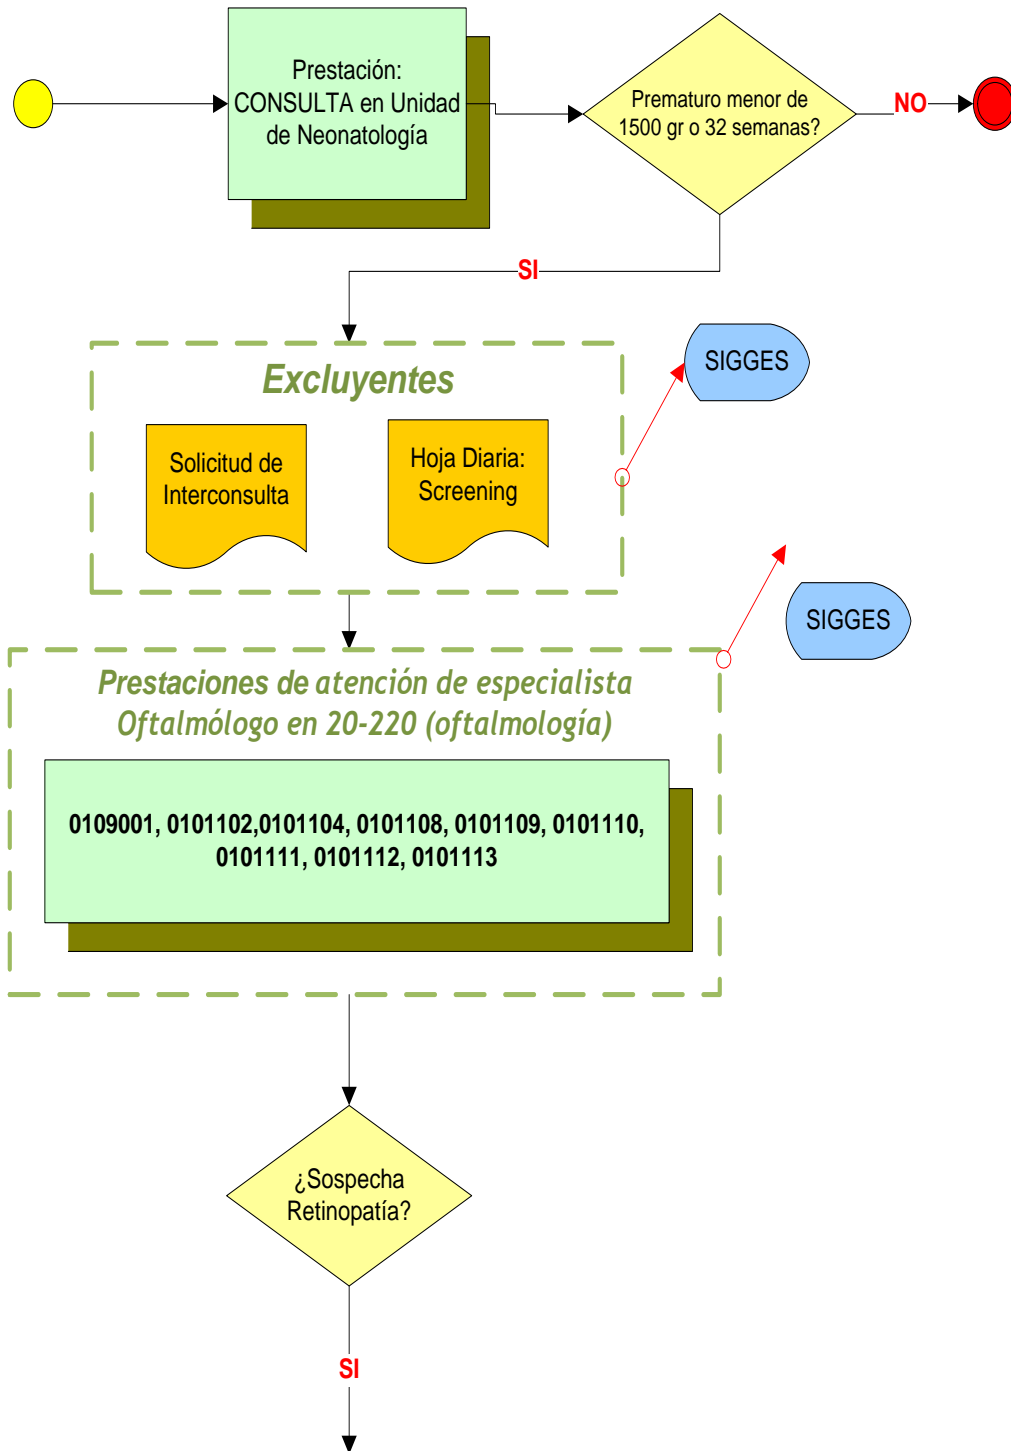 Prestación:
CONSULTA en Unidad
de Neonatología
Prematuro menor de
1500 gr o 32 semanas?
NO
SI
Excluyentes
SIGGES
Solicitud de
Interconsulta
Hoja Diaria:
Screening
SIGGES
Prestaciones de atención de especialista
Oftalmólogo en 20-220 (oftalmología)
0109001, 0101102,0101104, 0101108, 0101109, 0101110,
0101111, 0101112, 0101113
¿Sospecha
Retinopatía?
SI